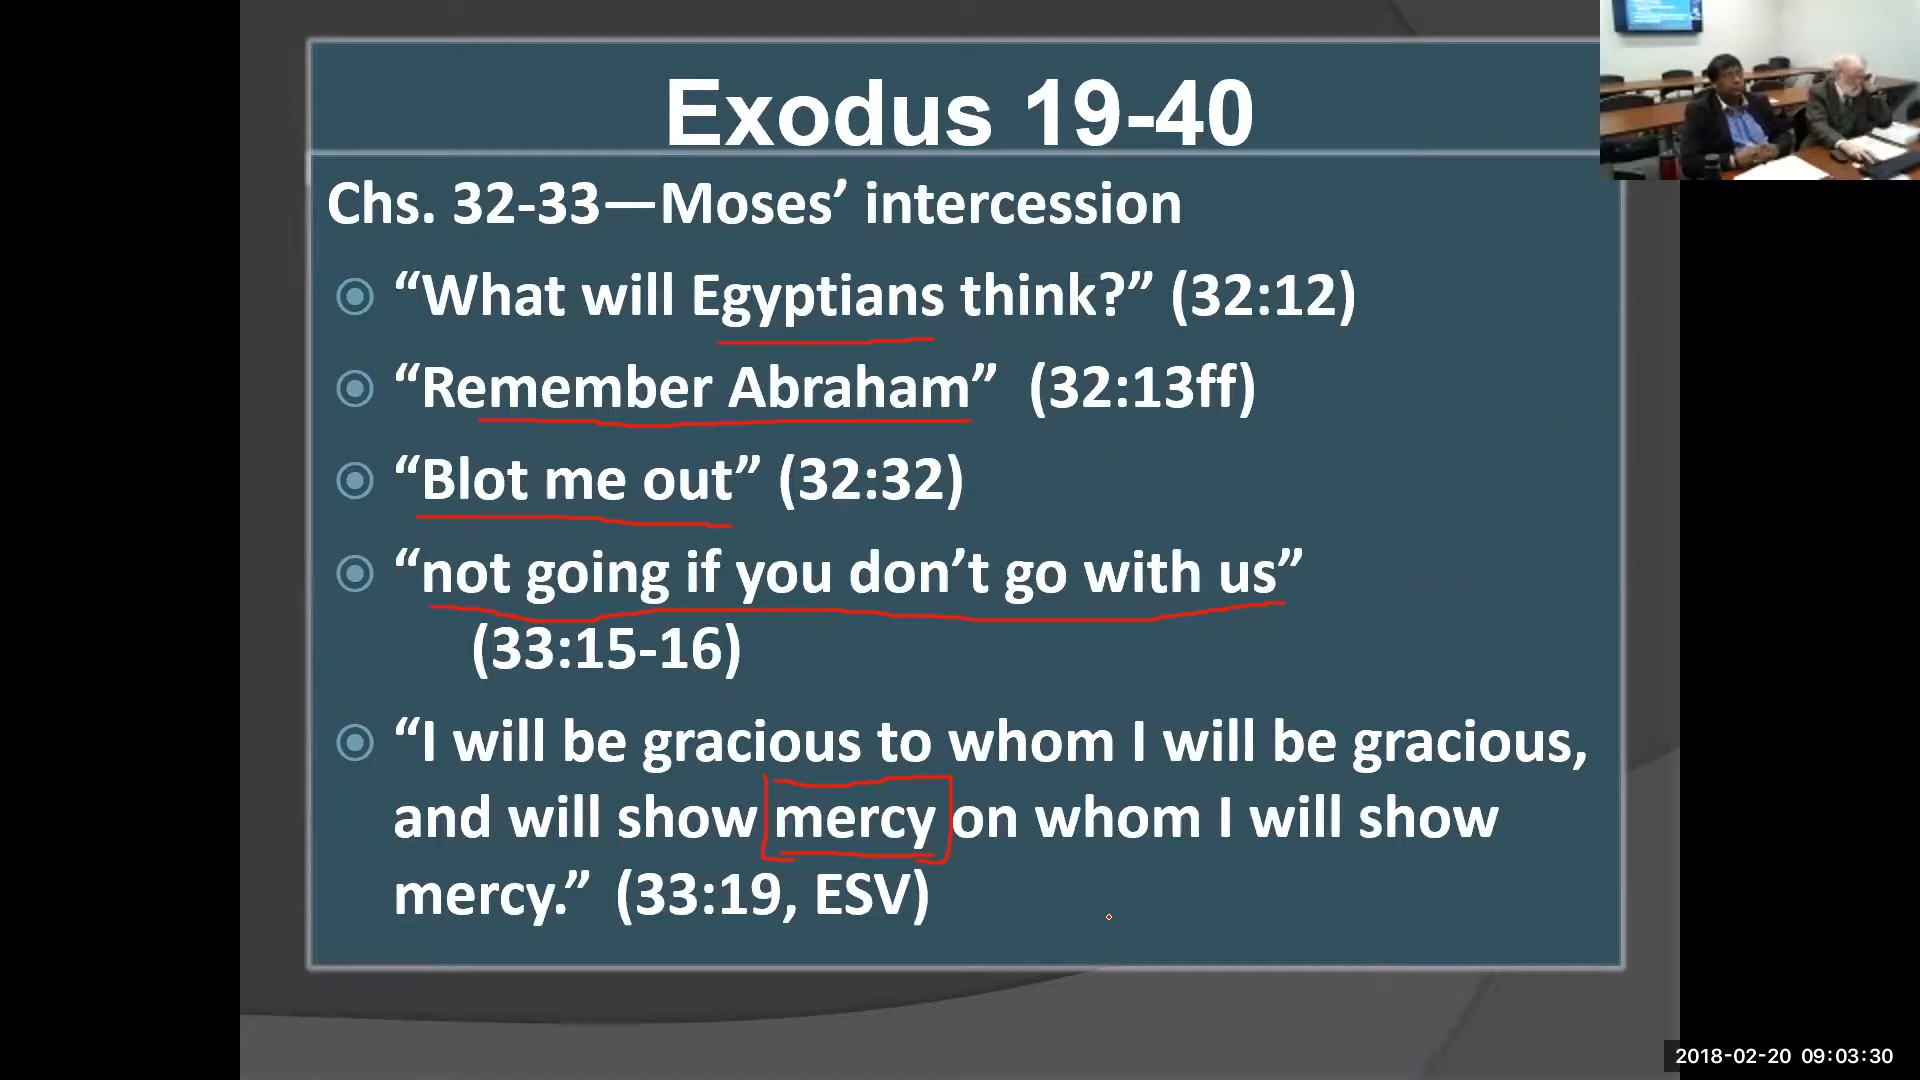 Exodus 19-40
Chs. 32-33—Moses’ intercession
“What will Egyptians think?” (32:12)
“Remember Abraham” (32:13ff)
“Blot me out” (32:32)
“not going if you don’t go with us”
(33:15-16)
“I will be gracious to whom I will be gracious,
and will show mercy on whom I will show
mercy.” (33:19, ESV)
2018-02-20 09:03:30